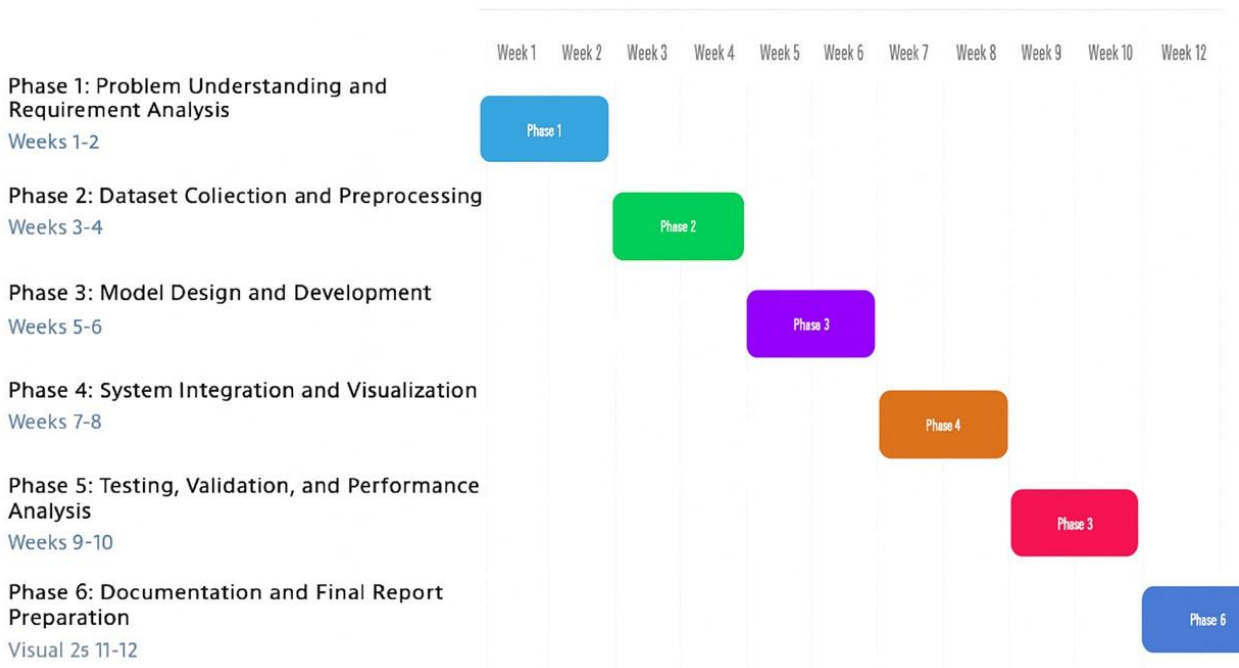 Week 1 Week 2 Week 3 Week 4 Week 5 Week 6 Week 7 Week 8 Week 9 Week 10 Week 12
Phase 1: Problem Understanding and
Requirement Analysis
Weeks 1-2
Phase 1
Phase 2: Dataset Coliection and Preprocessing
Weeks 3-4
Phase 2
Phase 3: Model Design and Development
Weeks 5-6
Phase 3
Phase 4: System Integration and Visualization
Weeks 7-8
Phase 4
Phase 5: Testing, Validation, and Performance
Analysis
Weeks 9-10
Phase 3
Phase 6: Documentation and Final Report
Preparation
Visual 2s 11-12
Phase 6